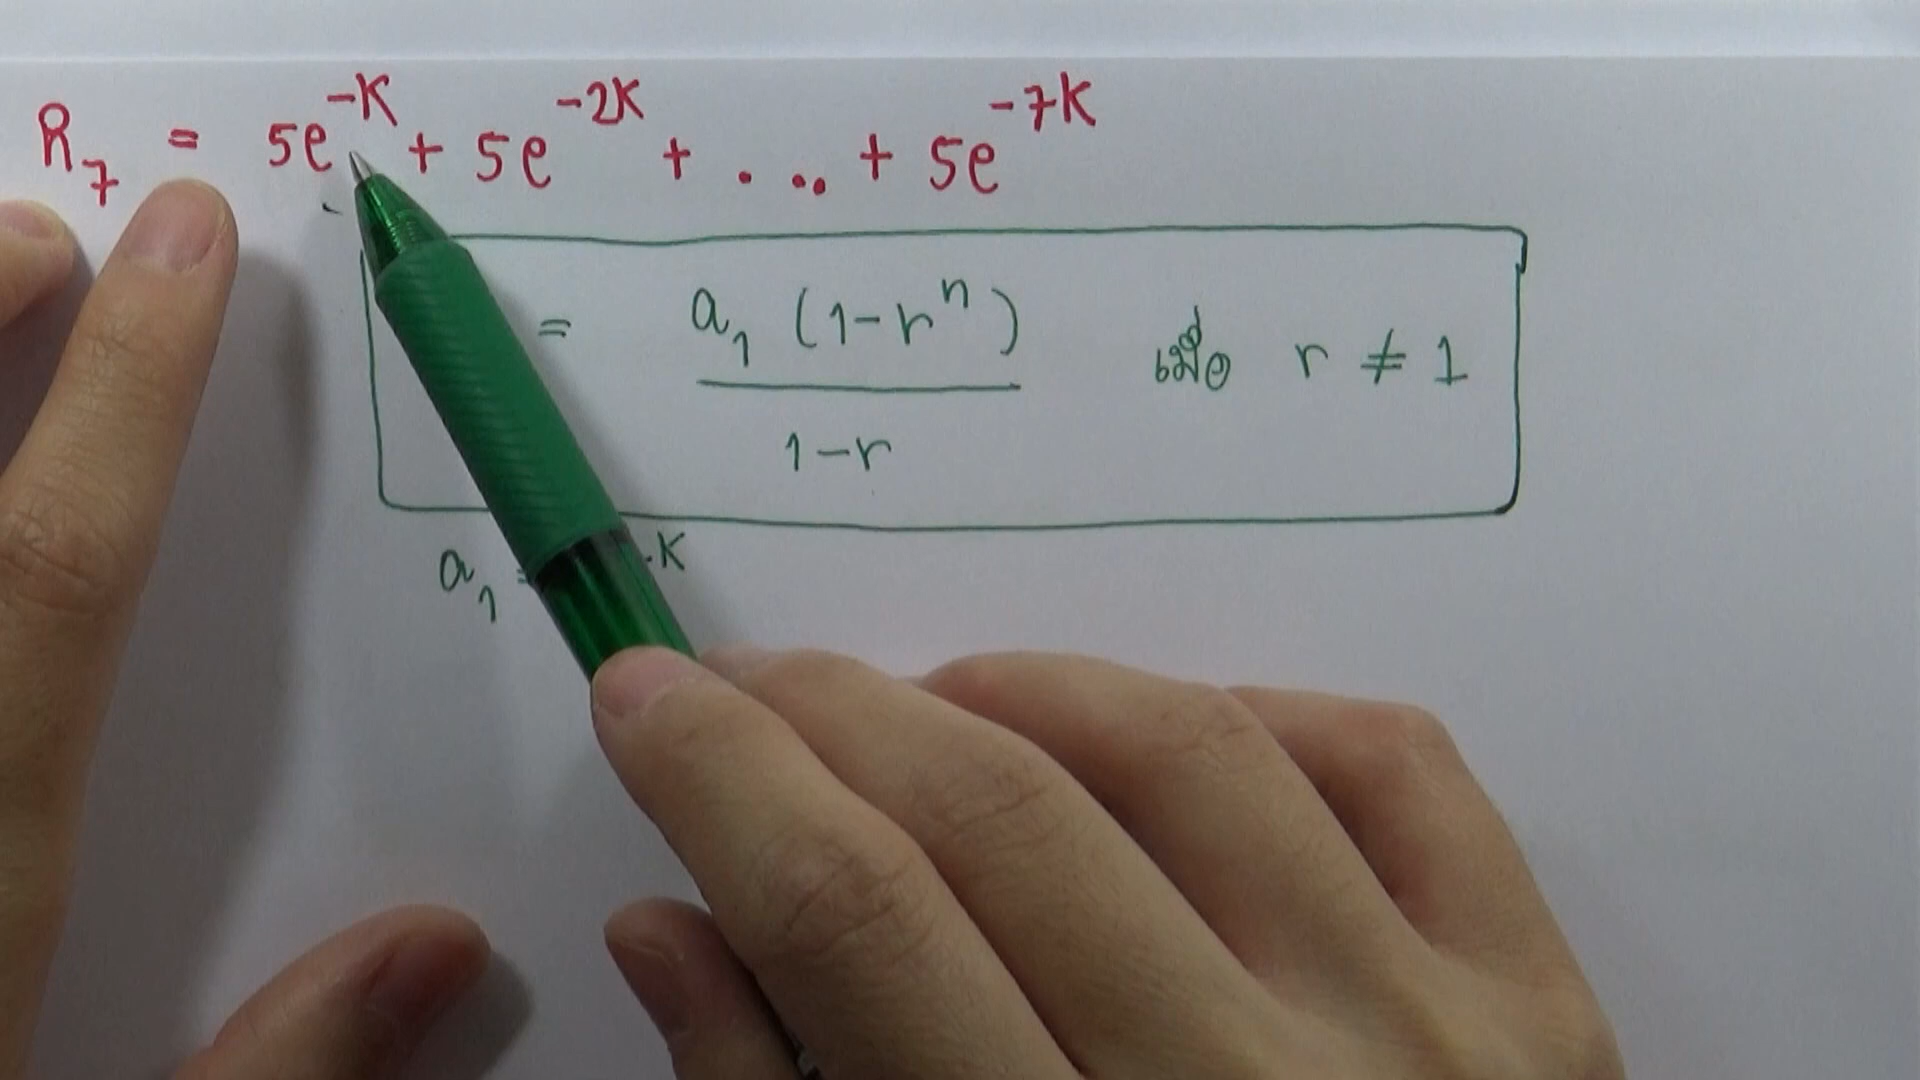 R₇ = 5e^-K + 5e^-2K + .... + 5e^-7K
= a₁ (1-rⁿ) / 1-r เมื่อ r ≠ 1
a₁ = -K